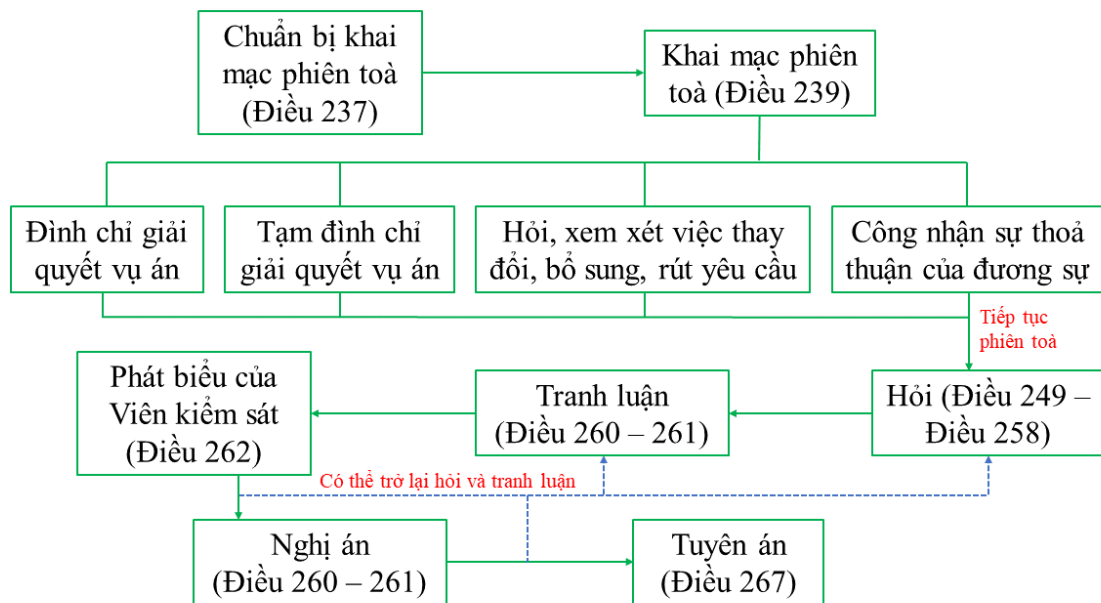 Chuẩn bị khai
mạc phiên toà
(Điều 237)
Khai mạc phiên
toà (Điều 239)
Đình chỉ giải
quyết vụ án
Tạm đình chỉ
giải quyết vụ án
Hỏi, xem xét việc thay
đổi, bổ sung, rút yêu cầu
Công nhận sự thoả
thuận của đương sự
Tiếp tục
phiên toà
Phát biểu của
Viên kiểm sát
(Điều 262)
Tranh luận
(Điều 260 – 261)
Hỏi (Điều 249 –
Điều 258)
Có thể trở lại hỏi và tranh luận
Nghị án
(Điều 260 – 261)
Tuyên án
(Điều 267)